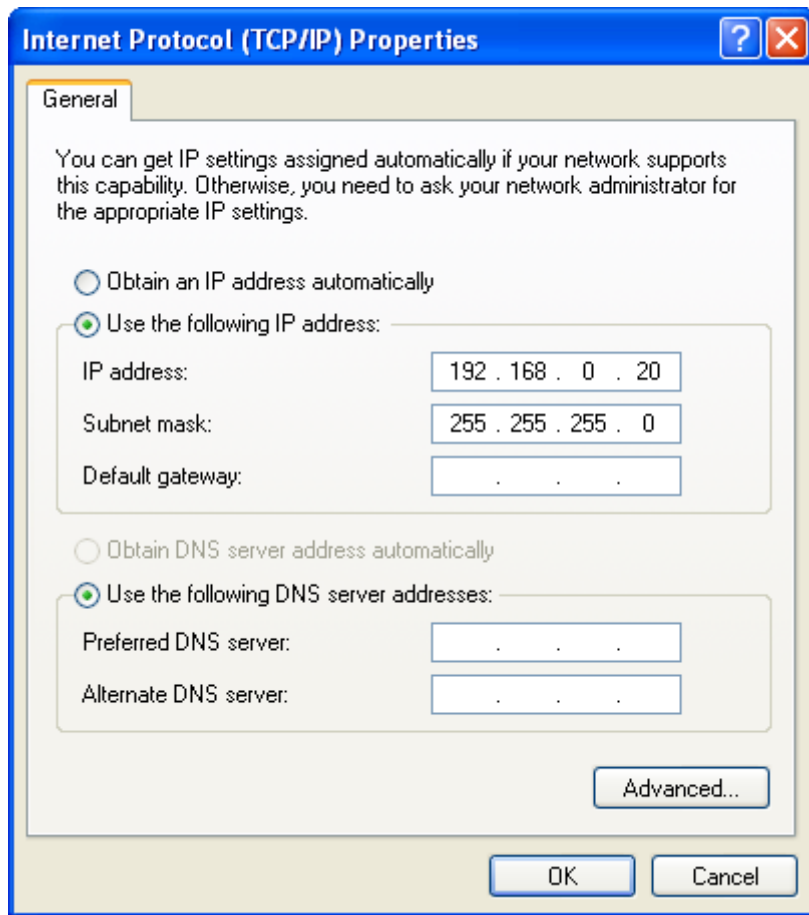 Internet Protocol (TCP/IP) Properties
General
You can get IP settings assigned automatically if your network supports
this capability. Otherwise, you need to ask your network administrator for
the appropriate IP settings.
Obtain an IP address automatically
Use the following IP address:
IP address: 192 . 168 . 0 . 20
Subnet mask: 255 . 255 . 255 . 0
Default gateway: . . .
Obtain DNS server address automatically
Use the following DNS server addresses:
Preferred DNS server: . . .
Alternate DNS server: . . .
Advanced...
OK Cancel